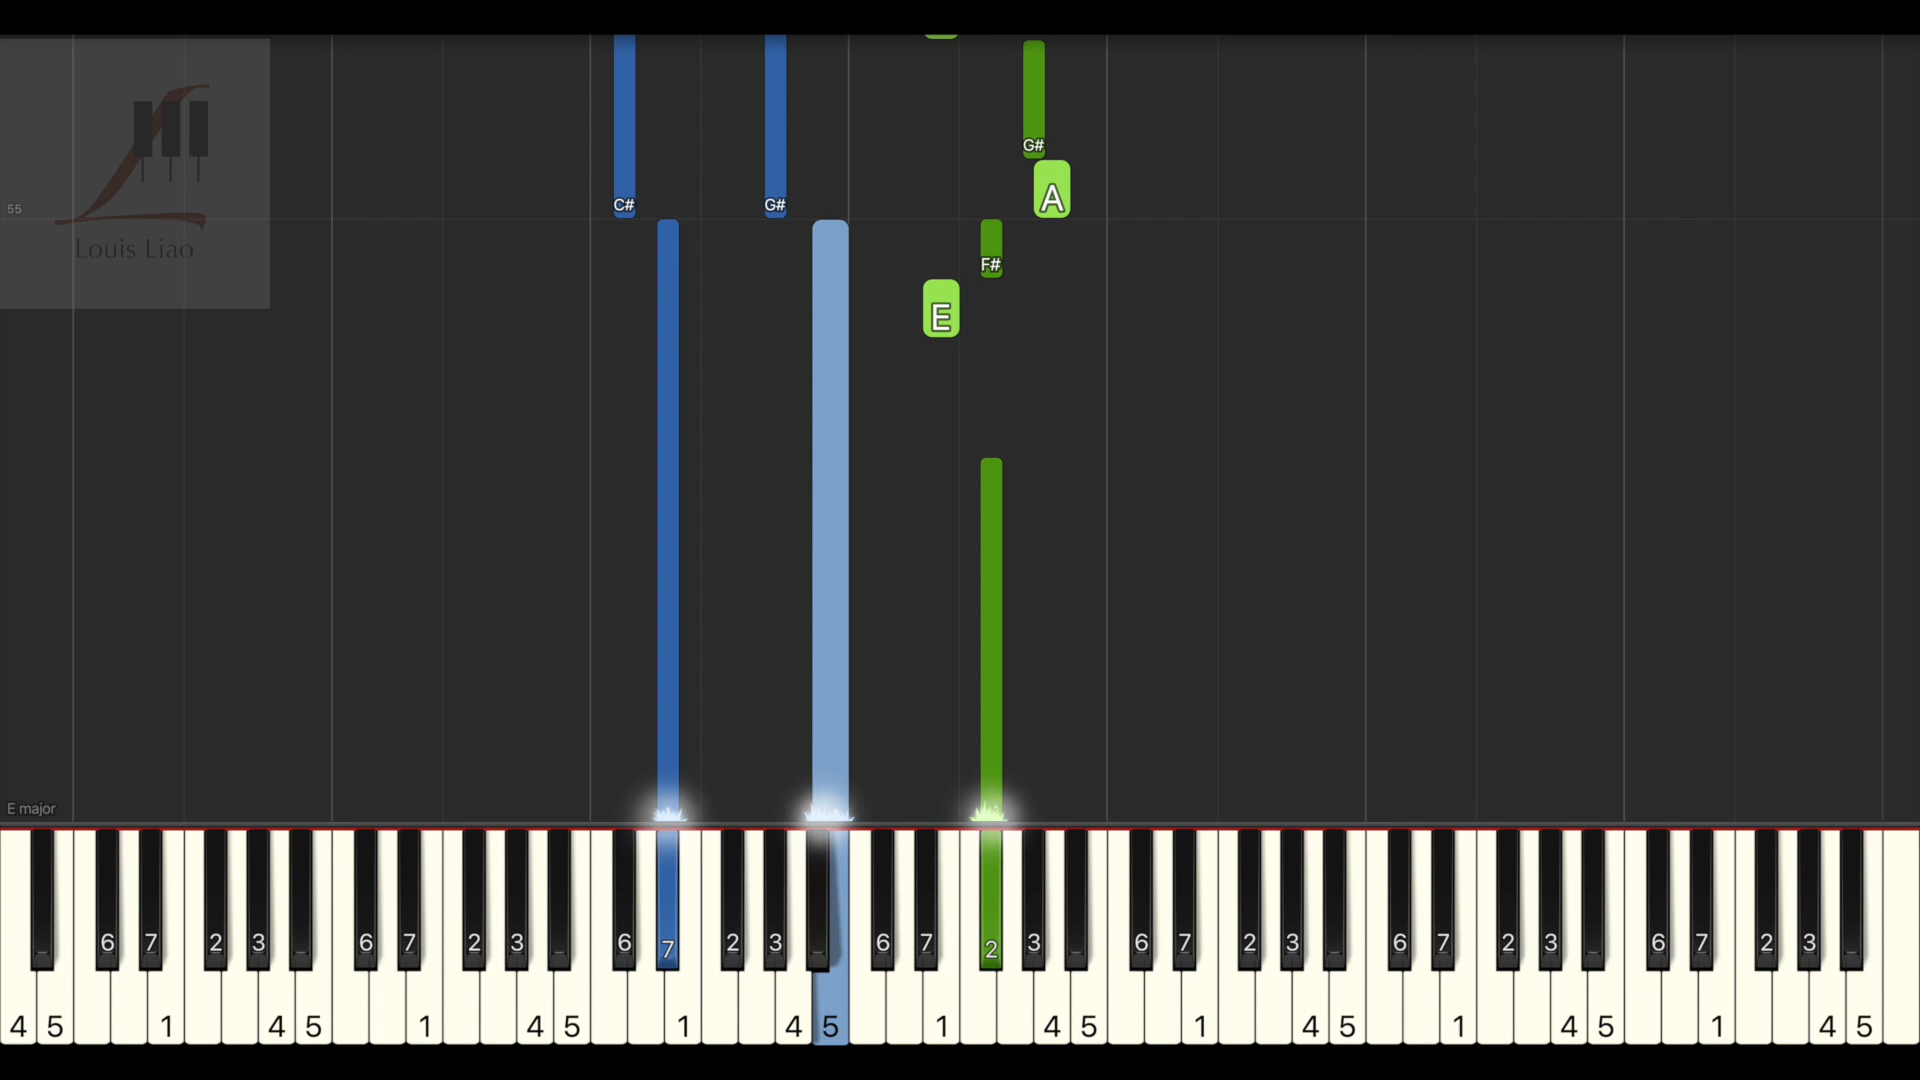 G#
A
55
C#
G#
Louis Liao
F#
E
E major
6 7 2 3 6 7 2 3 6 7 2 3 6 7 2 3 6 7 2 3 6 7 2 3 6 7 2 3
4 5 1 4 5 1 4 5 1 4 5 1 4 5 1 4 5 1 4 5 1 4 5